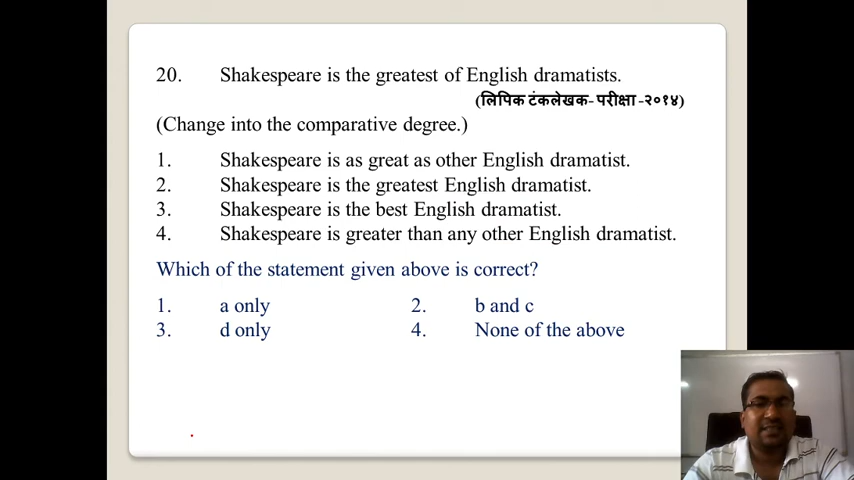 20. Shakespeare is the greatest of English dramatists.
(लिपिक टंकलेखक- परीक्षा -२०१४)
(Change into the comparative degree.)
1. Shakespeare is as great as other English dramatist.
2. Shakespeare is the greatest English dramatist.
3. Shakespeare is the best English dramatist.
4. Shakespeare is greater than any other English dramatist.
Which of the statement given above is correct?
1. a only 2. b and c
3. d only 4. None of the above